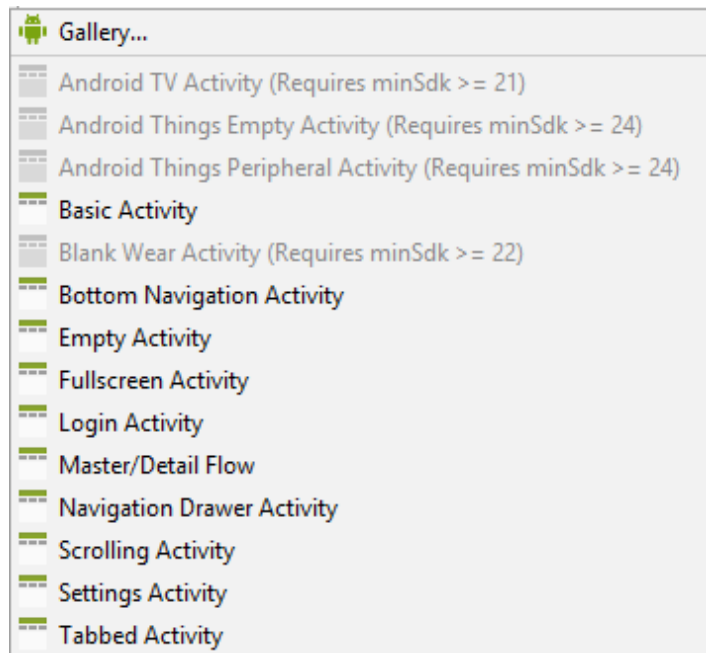 Gallery...
Android TV Activity (Requires minSdk >= 21)
Android Things Empty Activity (Requires minSdk >= 24)
Android Things Peripheral Activity (Requires minSdk >= 24)
Basic Activity
Blank Wear Activity (Requires minSdk >= 22)
Bottom Navigation Activity
Empty Activity
Fullscreen Activity
Login Activity
Master/Detail Flow
Navigation Drawer Activity
Scrolling Activity
Settings Activity
Tabbed Activity